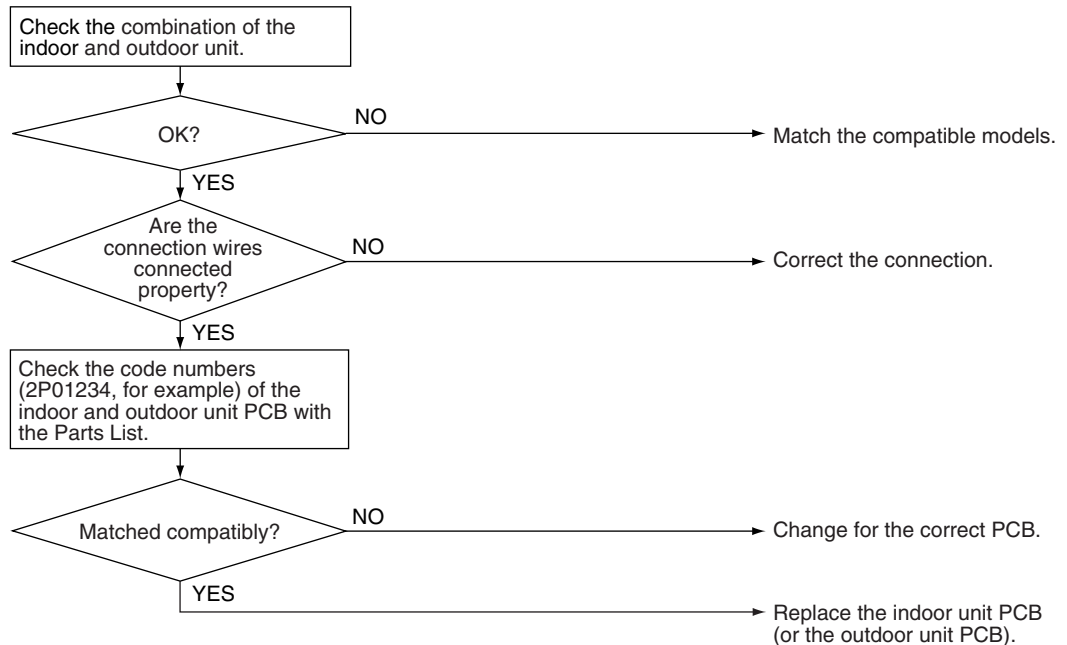 Check the combination of the
indoor and outdoor unit.
OK?
NO
Match the compatible models.
YES
Are the
connection wires
connected
property?
NO
Correct the connection.
YES
Check the code numbers
(2P01234, for example) of the
indoor and outdoor unit PCB with
the Parts List.
Matched compatibly?
NO
Change for the correct PCB.
YES
Replace the indoor unit PCB
(or the outdoor unit PCB).